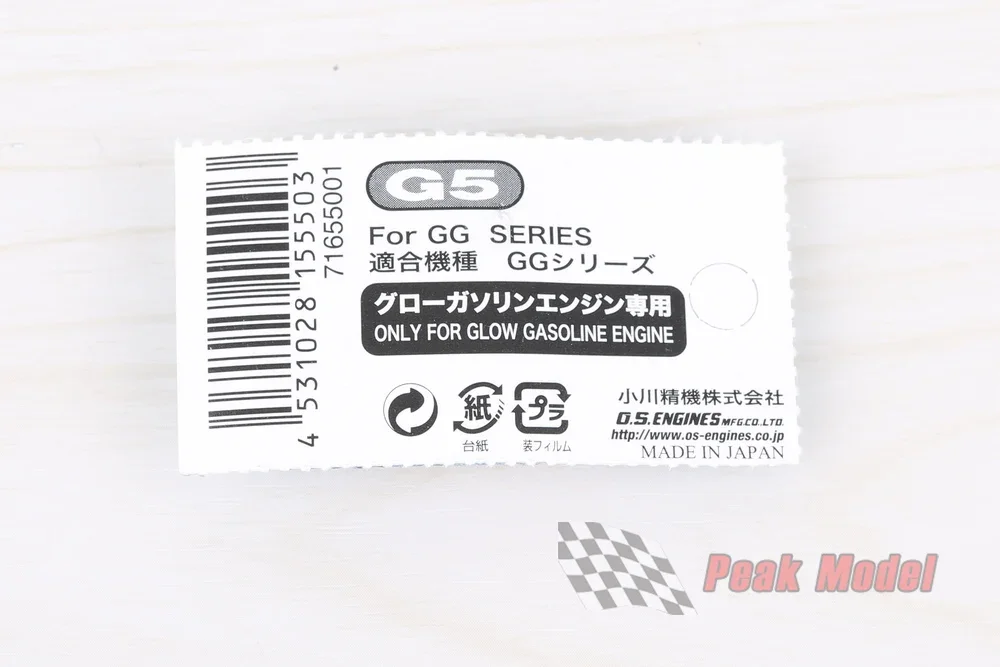 4 531028 155503
71655001
G5
For GG SERIES
適合機種 GGシリーズ
グローガソリンエンジン専用
ONLY FOR GLOW GASOLINE ENGINE
紙
プラ
台紙
装フィルム
小川精機株式会社
O.S.ENGINES MFG.CO.LTD.
http://www.os-engines.co.jp
MADE IN JAPAN
Peak Model